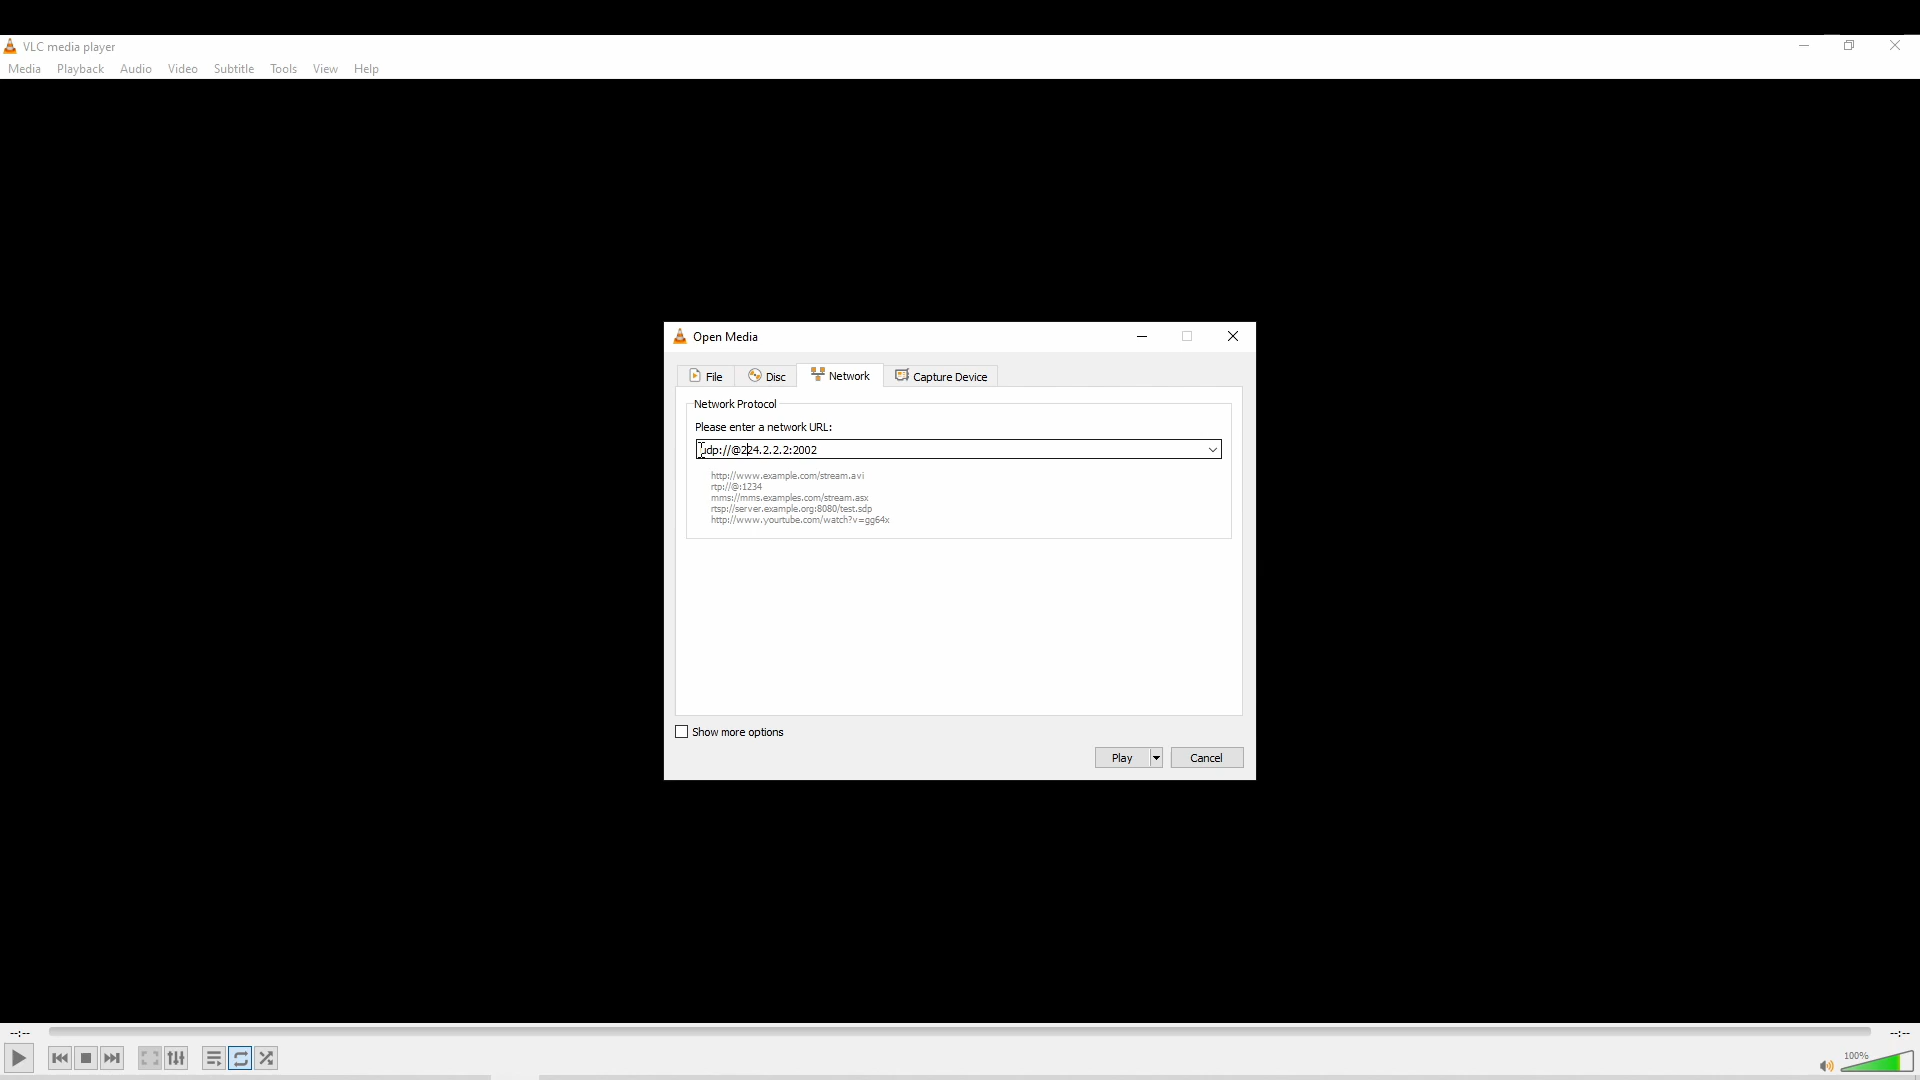 VLC media player
Media Playback Audio Video Subtitle Tools View Help
Open Media
File Disc Network Capture Device
Network Protocol
Please enter a network URL:
udp://@224.2.2.2:2002
http://www.example.com/stream.avi
rtp://@:1234
mms://mms.examples.com/stream.asx
rtsp://server.example.org:8080/test.sdp
http://www.yourtube.com/watch?v=gg64x
Show more options
Play Cancel
--:-- --:--
100%